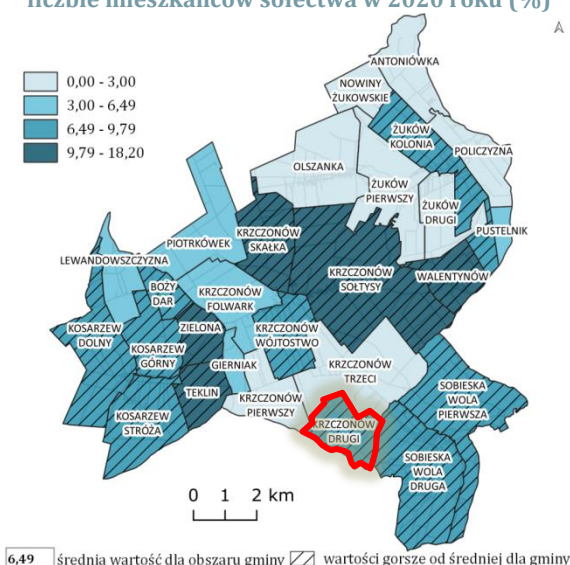 liczbie mieszkańców sołectwa w 2020 roku (%)
A
0,00 - 3,00
3,00 - 6,49
6,49 - 9,79
9,79 - 18,20
ANTONIÓWKA
NOWINY
ŻUKOWSKIE
ŻUKÓW
KOLONIA
POLICZYZNA
OLSZANKA
ŻUKÓW
PIERWSZY
ŻUKÓW
DRUGI
PUSTELNIK
PIOTRKÓWEK
KRZCZONÓW
SKAŁKA
LEWANDOWSZCZYZNA
KRZCZONÓW
SOŁTYSY
WALENTYNÓW
BOŻY
DAR
KRZCZONÓW
FOLWARK
KOSARZEW
DOLNY
ZIELONA
KRZCZONÓW
WÓJTOSTWO
KOSARZEW
GÓRNY
GIERNIAK
KRZCZONÓW
TRZECI
SOBIESKA
WOLA
PIERWSZA
TEKLIN
KRZCZONÓW
PIERWSZY
KOSARZEW
STRÓŻA
KRZCZONÓW
DRUGI
SOBIESKA
WOLA
DRUGA
0 1 2 km
6,49 średnia wartość dla obszaru gminy wartości gorsze od średniej dla gminy